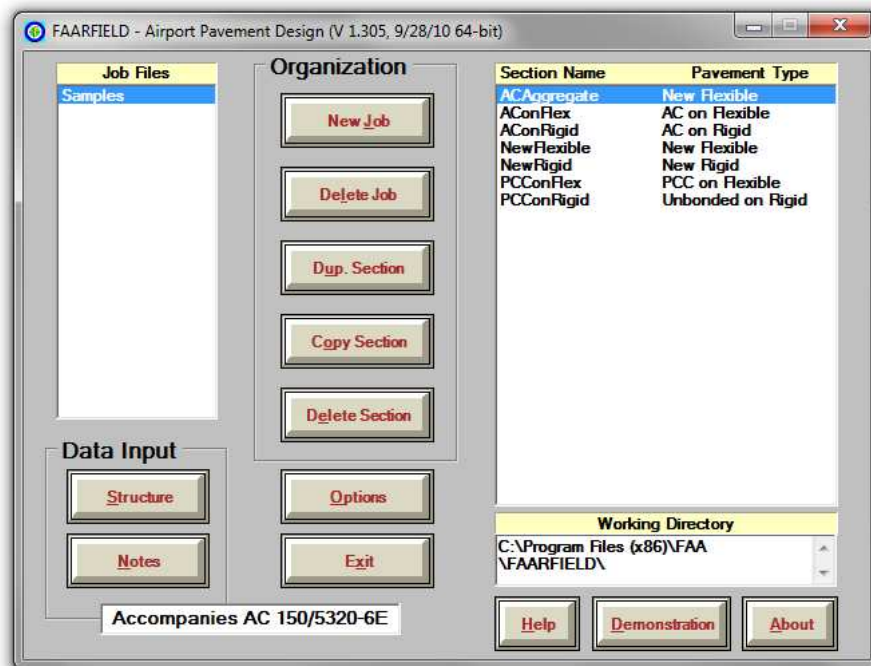 FAARFIELD - Airport Pavement Design (V 1.305, 9/28/10 64-bit)
Job Files
Samples
Organization
New Job
Delete Job
Dup. Section
Copy Section
Delete Section
Data Input
Structure
Notes
Options
Exit
Accompanies AC 150/5320-6E
Section Name Pavement Type
ACAggregate New Flexible
AConFlex AC on Flexible
AConRigid AC on Rigid
NewFlexible New Flexible
NewRigid New Rigid
PCConFlex PCC on Flexible
PCConRigid Unbonded on Rigid
Working Directory
C:\Program Files (x86)\FAA
\FAARFIELD\
Help
Demonstration
About